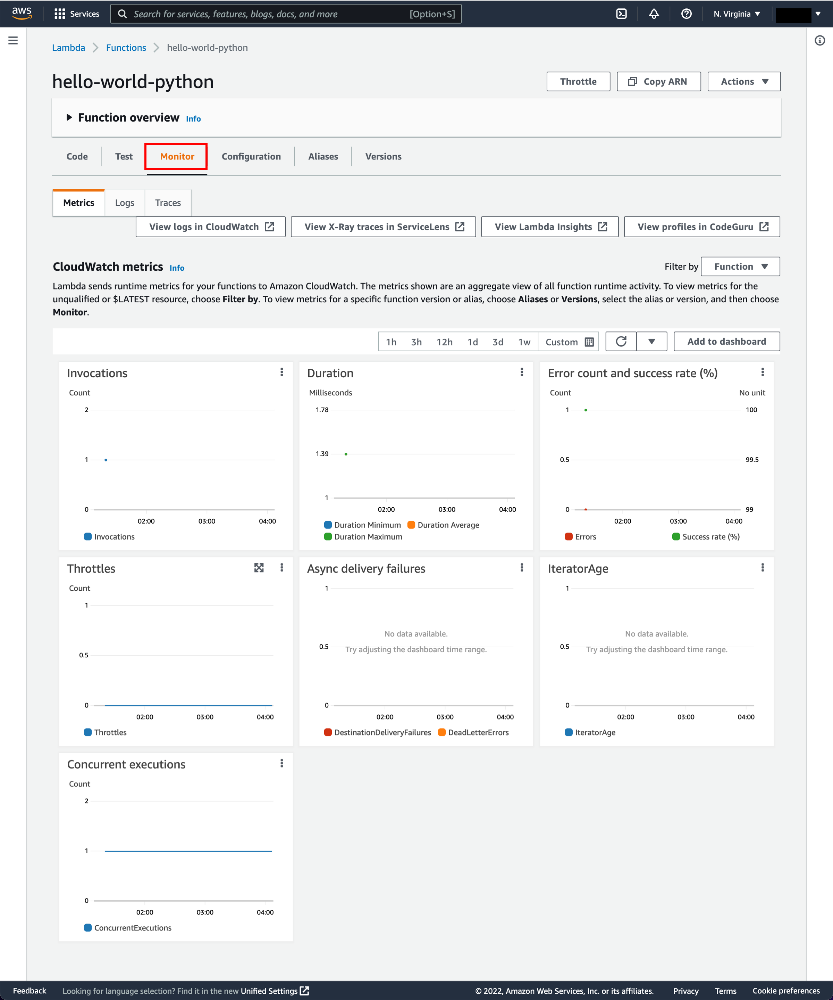 aws
Services
Search for services, features, blogs, docs, and more [Option+S]
N. Virginia
Lambda Functions hello-world-python
hello-world-python
Throttle Copy ARN Actions
Function overview Info
Code Test Monitor Configuration Aliases Versions
Metrics Logs Traces
View logs in CloudWatch View X-Ray traces in ServiceLens View Lambda Insights View profiles in CodeGuru
CloudWatch metrics Info
Filter by Function
Lambda sends runtime metrics for your functions to Amazon CloudWatch. The metrics shown are an aggregate view of all function runtime activity. To view metrics for the
unqualified or $LATEST resource, choose Filter by. To view metrics for a specific function version or alias, choose Aliases or Versions, select the alias or version, and then choose
Monitor.
1h 3h 12h 1d 3d 1w Custom Add to dashboard
Invocations
Count
2
1
0
02:00 03:00 04:00
Invocations
Duration
Milliseconds
1.78
1.39
1
02:00 03:00 04:00
Duration Minimum Duration Average
Duration Maximum
Error count and success rate (%)
Count No unit
1 100
0.5 99.5
0 99
02:00 03:00 04:00
Errors Success rate (%)
Throttles
Count
1
0.5
0
02:00 03:00 04:00
Throttles
Async delivery failures
1
No data available.
0.5 Try adjusting the dashboard time range.
0
02:00 03:00 04:00
DestinationDeliveryFailures DeadLetterErrors
IteratorAge
1
No data available.
0.5 Try adjusting the dashboard time range.
0
02:00 03:00 04:00
IteratorAge
Concurrent executions
Count
2
1
0
02:00 03:00 04:00
ConcurrentExecutions
Feedback Looking for language selection? Find it in the new Unified Settings © 2022, Amazon Web Services, Inc. or its affiliates. Privacy Terms Cookie preferences